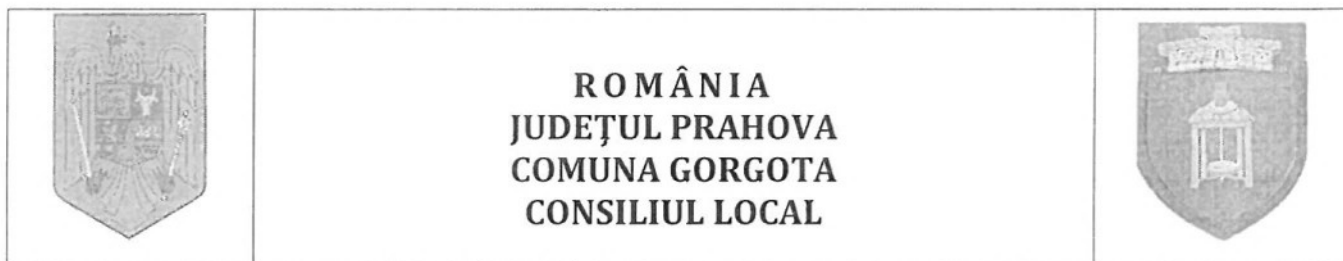 ROMÂNIA
JUDEȚUL PRAHOVA
COMUNA GORGOTA
CONSILIUL LOCAL